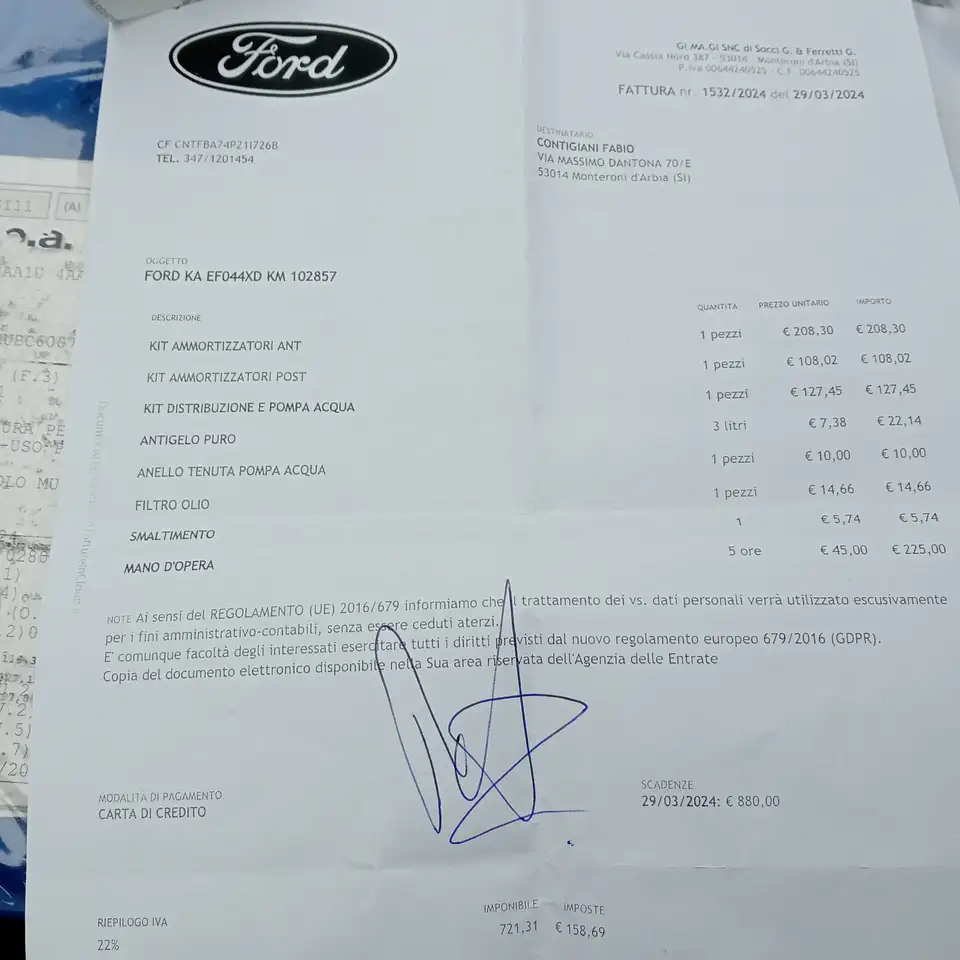 Ford
GI.MA.GI SNC di Socci G. & Ferretti G.
Via Cassia Nord 387 - 53014 Monteroni d'Arbia (SI)
P.Iva 00644240525 - C.F. 00644240525
FATTURA nr. 1532/2024 del 29/03/2024
CF CNTFBA74P21I726B
TEL. 347/1201454
DESTINATARIO
CONTIGIANI FABIO
VIA MASSIMO DANTONA 70/E
53014 Monteroni d'Arbia (SI)
OGGETTO
FORD KA EF044XD KM 102857
DESCRIZIONE QUANTITA PREZZO UNITARIO IMPORTO
KIT AMMORTIZZATORI ANT 1 pezzi € 208,30 € 208,30
KIT AMMORTIZZATORI POST 1 pezzi € 108,02 € 108,02
KIT DISTRIBUZIONE E POMPA ACQUA 1 pezzi € 127,45 € 127,45
ANTIGELO PURO 3 litri € 7,38 € 22,14
ANELLO TENUTA POMPA ACQUA 1 pezzi € 10,00 € 10,00
FILTRO OLIO 1 pezzi € 14,66 € 14,66
SMALTIMENTO 1 € 5,74 € 5,74
MANO D'OPERA 5 ore € 45,00 € 225,00
NOTE Ai sensi del REGOLAMENTO (UE) 2016/679 informiamo che il trattamento dei vs. dati personali verrà utilizzato escusivamente
per i fini amministrativo-contabili, senza essere ceduti aterzi.
E' comunque facoltà degli interessati esercitare tutti i diritti previsti dal nuovo regolamento europeo 679/2016 (GDPR).
Copia del documento elettronico disponibile nella Sua area riservata dell'Agenzia delle Entrate
MODALITÀ DI PAGAMENTO
CARTA DI CREDITO
SCADENZE
29/03/2024: € 880,00
RIEPILOGO IVA IMPONIBILE IMPOSTE
22% 721,31 € 158,69
(A)
(F.3)
-USO